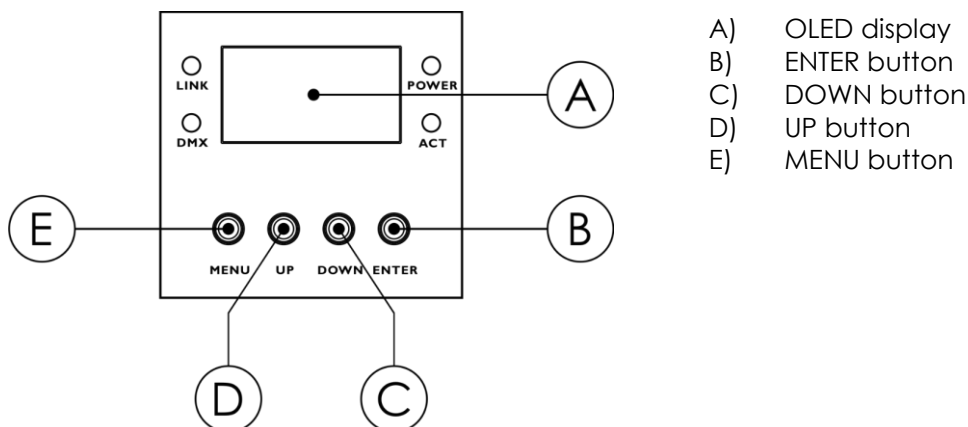 LINK
POWER
DMX
ACT
A
E
B
MENU UP DOWN ENTER
D
C
A) OLED display
B) ENTER button
C) DOWN button
D) UP button
E) MENU button